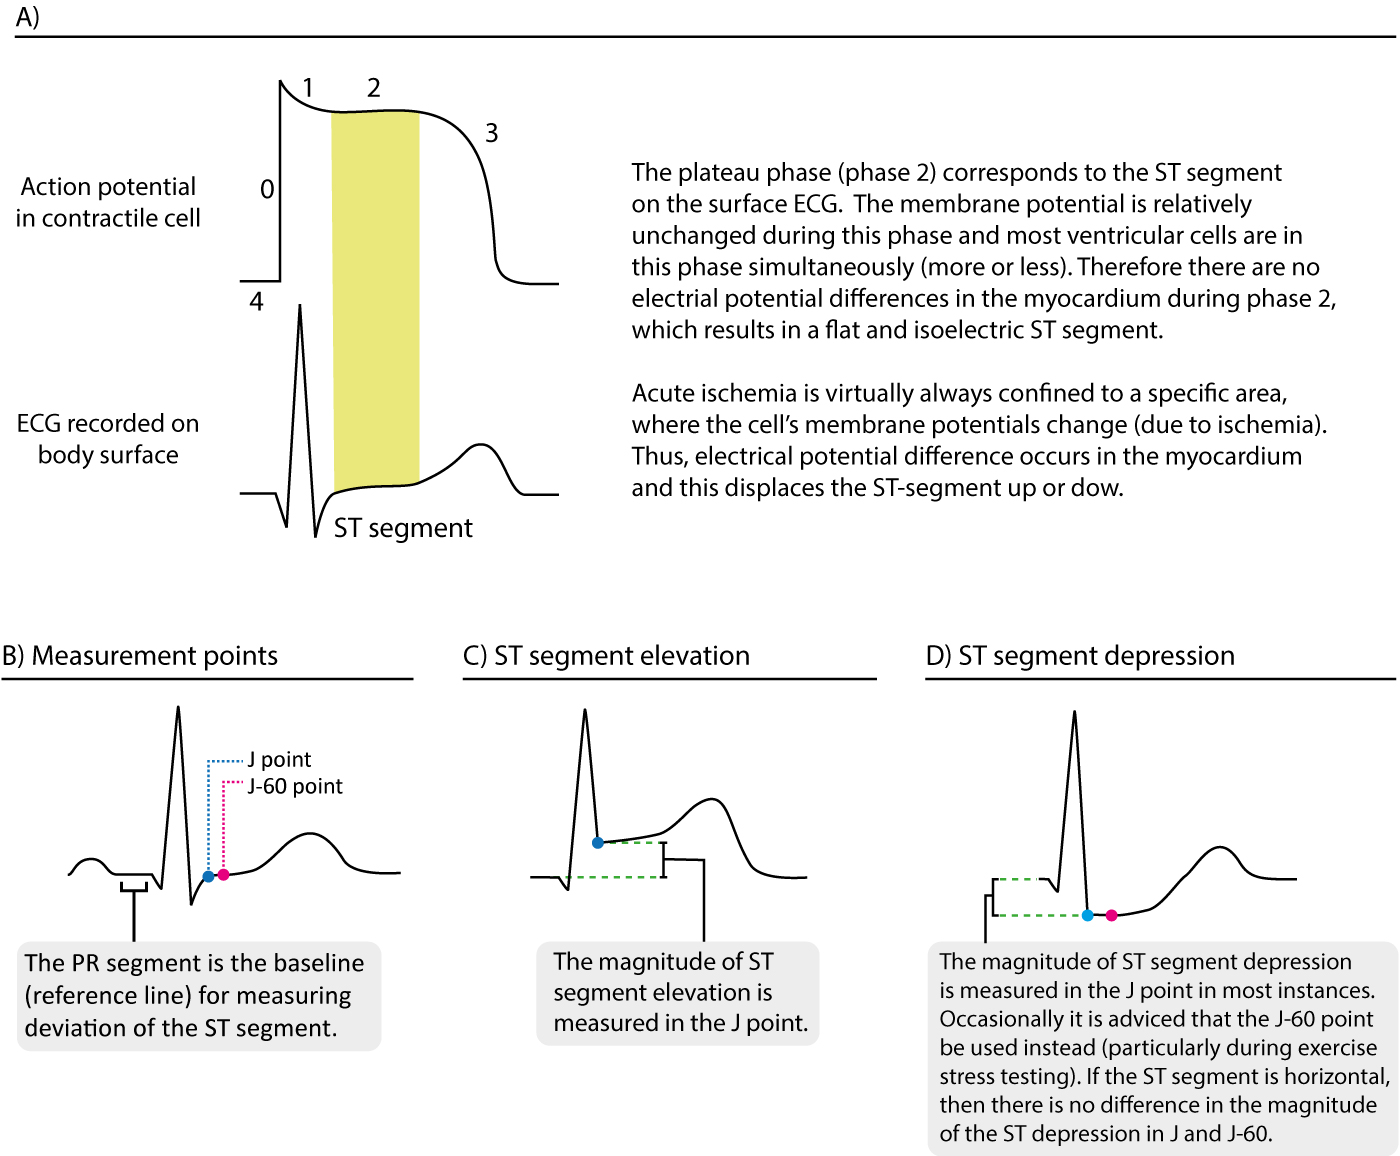 A)
1
2
3
0
4
Action potential
in contractile cell
ECG recorded on
body surface
ST segment
The plateau phase (phase 2) corresponds to the ST segment
on the surface ECG.  The membrane potential is relatively
unchanged during this phase and most ventricular cells are in
this phase simultaneously (more or less). Therefore there are no
electrial potential differences in the myocardium during phase 2,
which results in a flat and isoelectric ST segment.
Acute ischemia is virtually always confined to a specific area,
where the cell's membrane potentials change (due to ischemia).
Thus, electrical potential difference occurs in the myocardium
and this displaces the ST-segment up or dow.
B) Measurement points
J point
J-60 point
The PR segment is the baseline
(reference line) for measuring
deviation of the ST segment.
C) ST segment elevation
The magnitude of ST
segment elevation is
measured in the J point.
D) ST segment depression
The magnitude of ST segment depression
is measured in the J point in most instances.
Occasionally it is adviced that the J-60 point
be used instead (particularly during exercise
stress testing). If the ST segment is horizontal,
then there is no difference in the magnitude
of the ST depression in J and J-60.